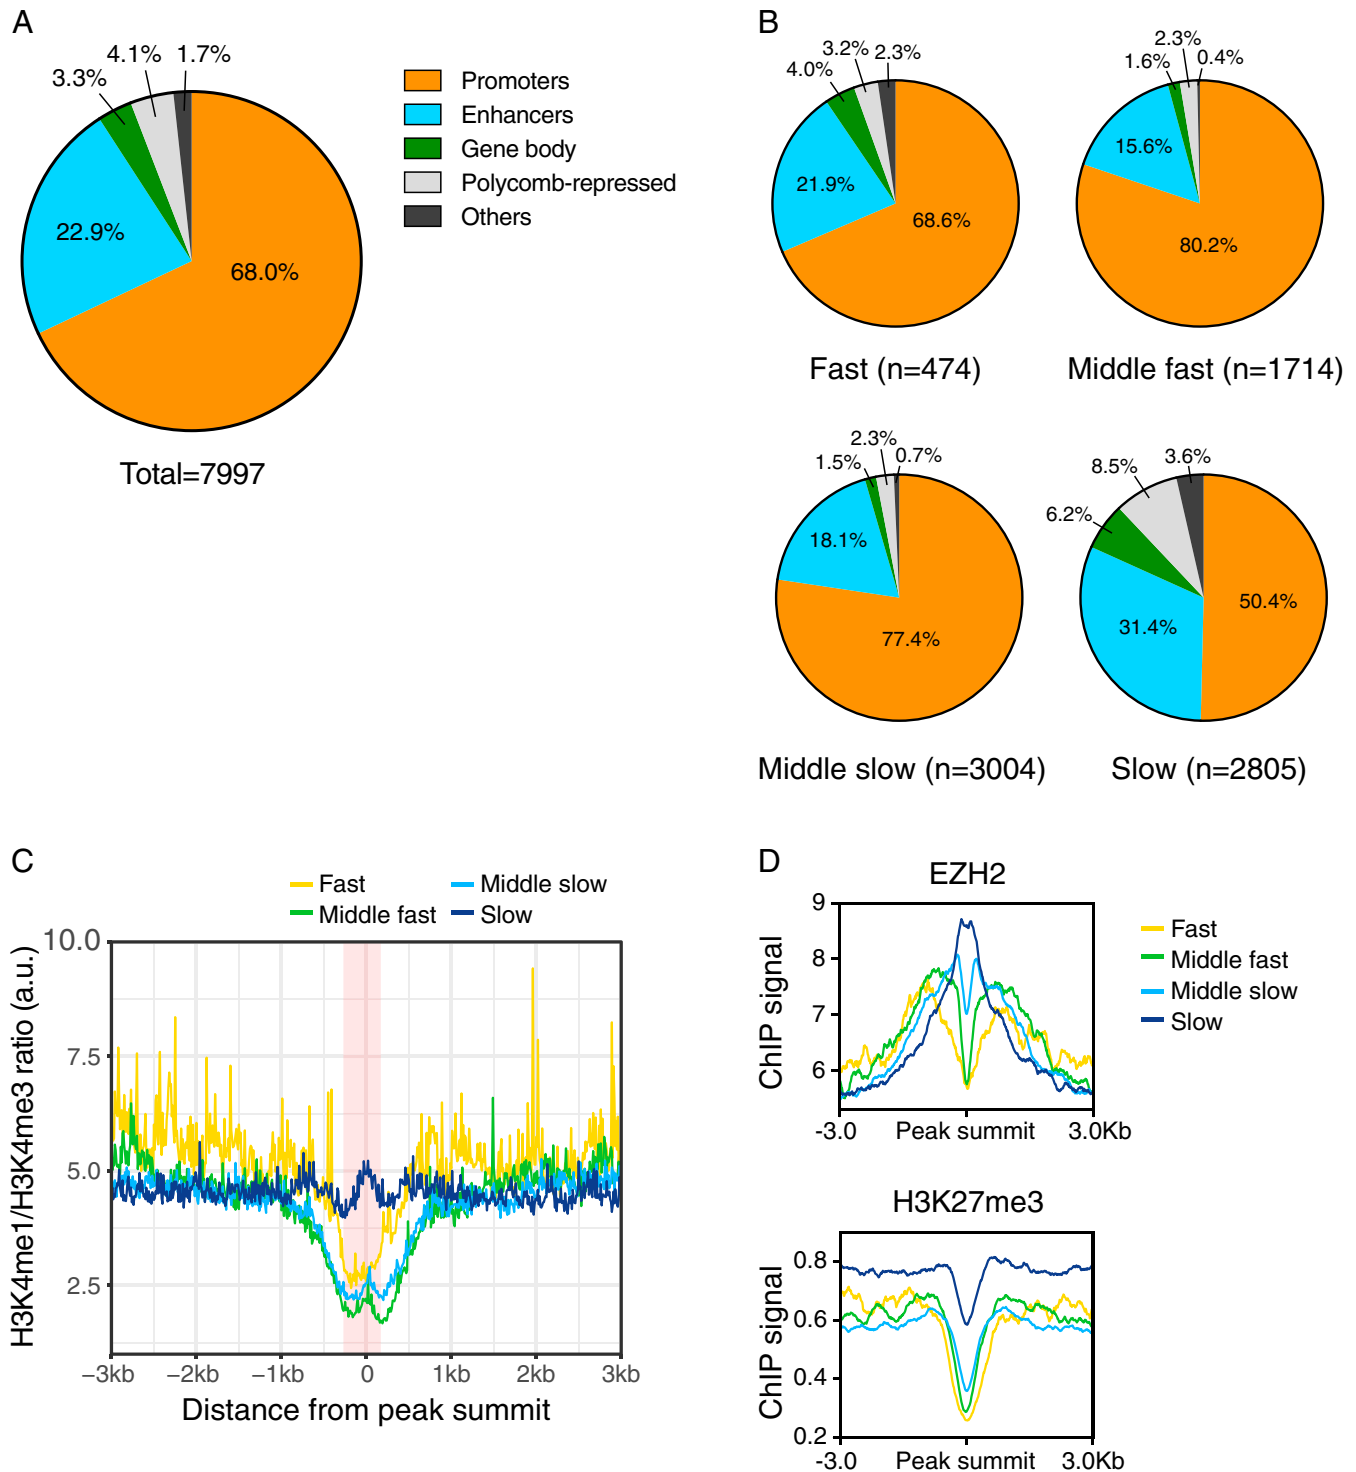 A
4.1% 1.7%
3.3%
22.9%
68.0%
Total=7997
Promoters
Enhancers
Gene body
Polycomb-repressed
Others
B
3.2% 2.3%
4.0%
21.9%
68.6%
Fast (n=474)
2.3%
1.6% 0.4%
15.6%
80.2%
Middle fast (n=1714)
2.3%
1.5% 0.7%
18.1%
77.4%
Middle slow (n=3004)
8.5% 3.6%
6.2%
50.4%
31.4%
Slow (n=2805)
C
Fast
Middle slow
Middle fast
Slow
H3K4me1/H3K4me3 ratio (a.u.)
10.0
7.5
5.0
2.5
−3kb −2kb −1kb 0 1kb 2kb 3kb
Distance from peak summit
D
EZH2
ChIP signal
9
8
7
6
-3.0 Peak summit 3.0Kb
Fast
Middle fast
Middle slow
Slow
H3K27me3
ChIP signal
0.8
0.6
0.4
0.2
-3.0 Peak summit 3.0Kb